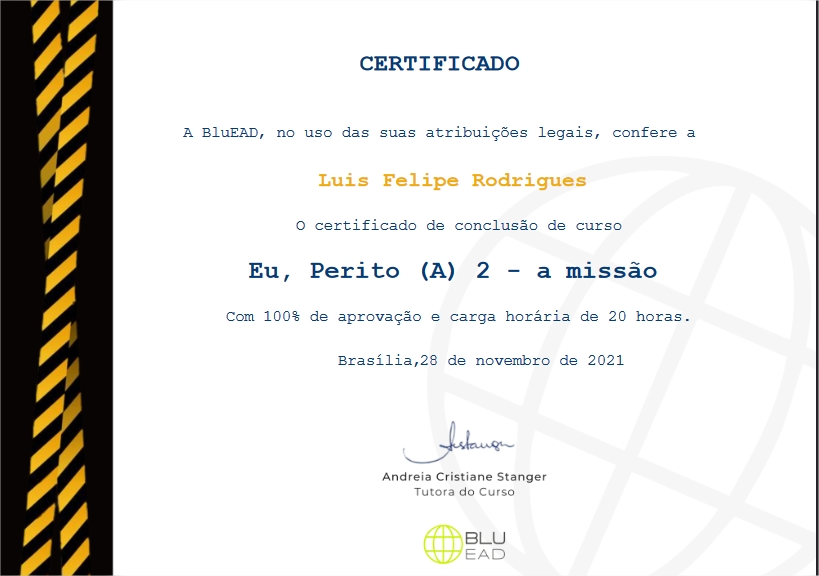 CERTIFICADO
A BluEAD, no uso das suas atribuições legais, confere a
Luis Felipe Rodrigues
O certificado de conclusão de curso
Eu, Perito (A) 2 - a missão
Com 100% de aprovação e carga horária de 20 horas.
Brasília,28 de novembro de 2021
Andreia Cristiane Stanger
Tutora do Curso
BLU
EAD